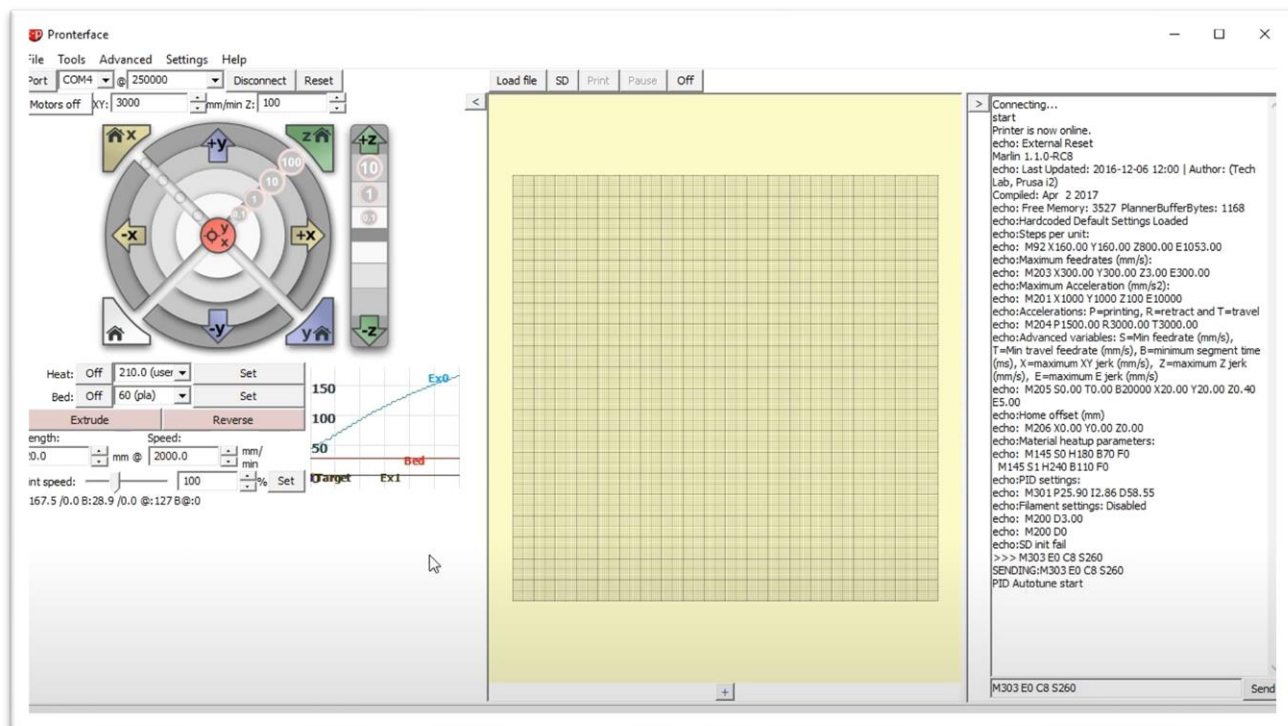 Pronterface
File Tools Advanced Settings Help
Port COM4 @ 250000 Disconnect Reset
Load file SD Print Pause Off
Motors off XY: 3000 mm/min Z: 100
<
x
+y
z
+z
100
10
1
0.1
10
1
0.1
-x
y
x
+x
-y
y
-z
Heat: Off 210.0 (user Set
Bed: Off 60 (pla) Set
Extrude Reverse
ength: Speed:
0.0 mm @ 2000.0 mm/
min
int speed: 100 % Set
167.5 /0.0 B:28.9 /0.0 @:127 B@:0
150
100
50
Ex0
Bed
Target Ex1
+
>
Connecting...
start
Printer is now online.
echo: External Reset
Marlin 1.1.0-RC8
echo: Last Updated: 2016-12-06 12:00 | Author: (Tech
Lab, Prusa i2)
Compiled: Apr 2 2017
echo: Free Memory: 3527 PlannerBufferBytes: 1168
echo:Hardcoded Default Settings Loaded
echo:Steps per unit:
echo: M92 X160.00 Y160.00 Z800.00 E1053.00
echo:Maximum feedrates (mm/s):
echo: M203 X300.00 Y300.00 Z3.00 E300.00
echo:Maximum Acceleration (mm/s2):
echo: M201 X1000 Y1000 Z100 E10000
echo:Accelerations: P=printing, R=retract and T=travel
echo: M204 P1500.00 R3000.00 T3000.00
echo:Advanced variables: S=Min feedrate (mm/s),
T=Min travel feedrate (mm/s), B=minimum segment time
(ms), X=maximum XY jerk (mm/s), Z=maximum Z jerk
(mm/s), E=maximum E jerk (mm/s)
echo: M205 S0.00 T0.00 B20000 X20.00 Y20.00 Z0.40
E5.00
echo:Home offset (mm)
echo: M206 X0.00 Y0.00 Z0.00
echo:Material heatup parameters:
echo: M145 S0 H180 B70 F0
M145 S1 H240 B110 F0
echo:PID settings:
echo: M301 P25.90 I2.86 D58.55
echo:Filament settings: Disabled
echo: M200 D3.00
echo: M200 D0
echo:SD init fail
>>> M303 E0 C8 S260
SENDING:M303 E0 C8 S260
PID Autotune start
M303 E0 C8 S260 Send